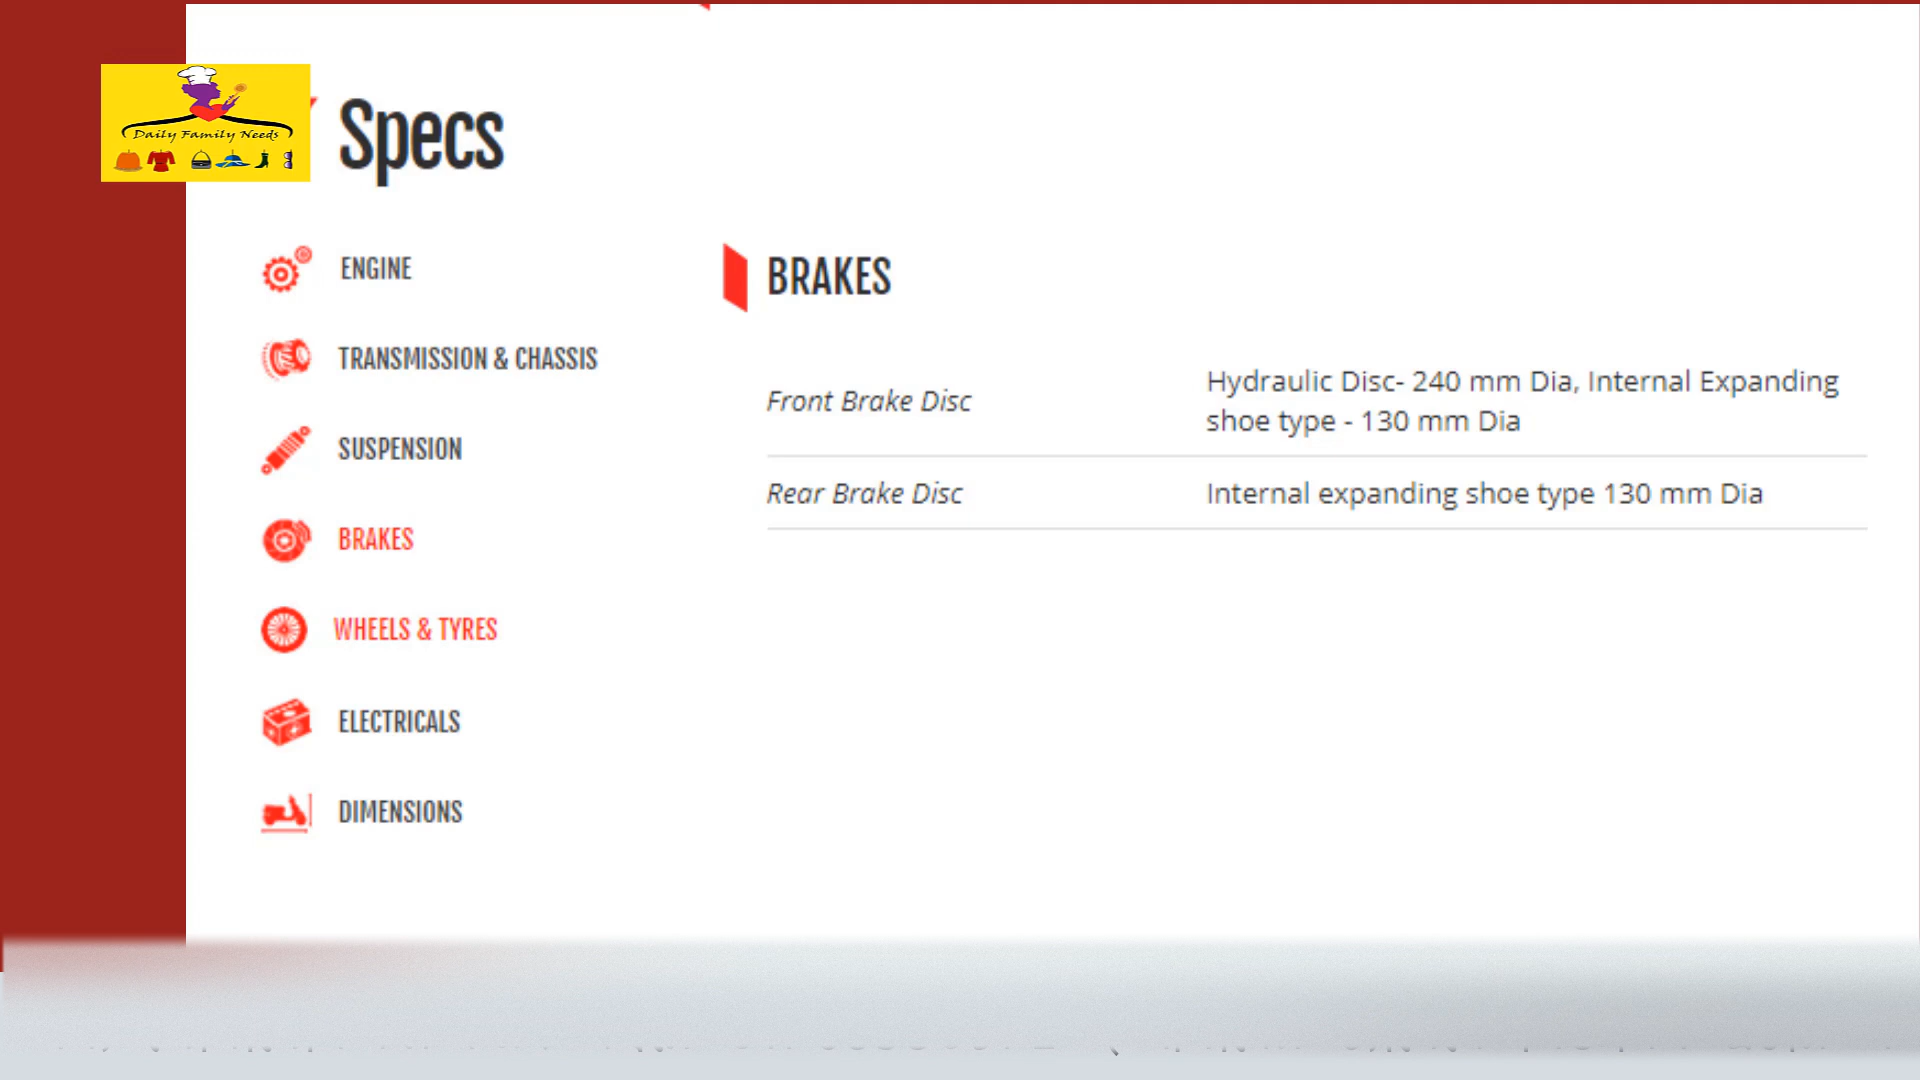 Daily Family Needs
Specs
ENGINE
TRANSMISSION & CHASSIS
SUSPENSION
BRAKES
WHEELS & TYRES
ELECTRICALS
DIMENSIONS
BRAKES
Front Brake Disc
Hydraulic Disc- 240 mm Dia, Internal Expanding
shoe type - 130 mm Dia
Rear Brake Disc
Internal expanding shoe type 130 mm Dia